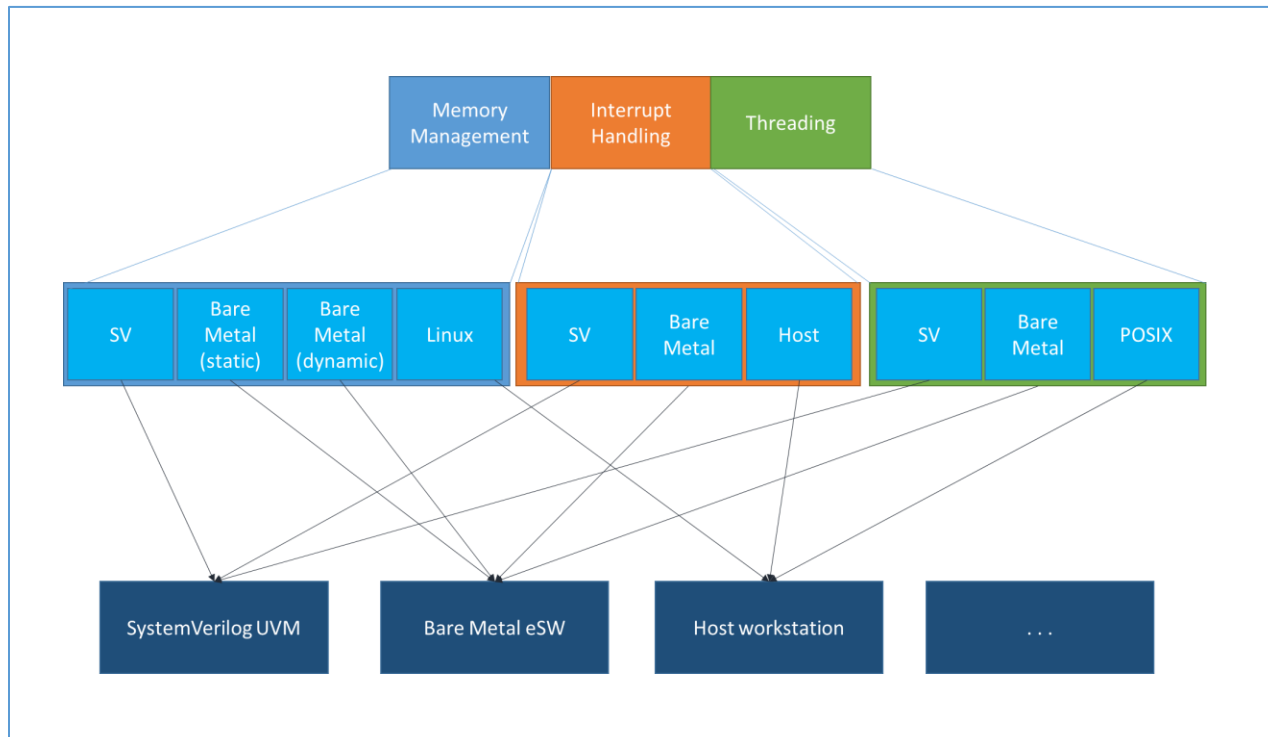 Memory
Management
Interrupt
Handling
Threading
SV
Bare
Metal
(static)
Bare
Metal
(dynamic)
Linux
SV
Bare
Metal
Host
SV
Bare
Metal
POSIX
SystemVerilog UVM
Bare Metal eSW
Host workstation
. . .